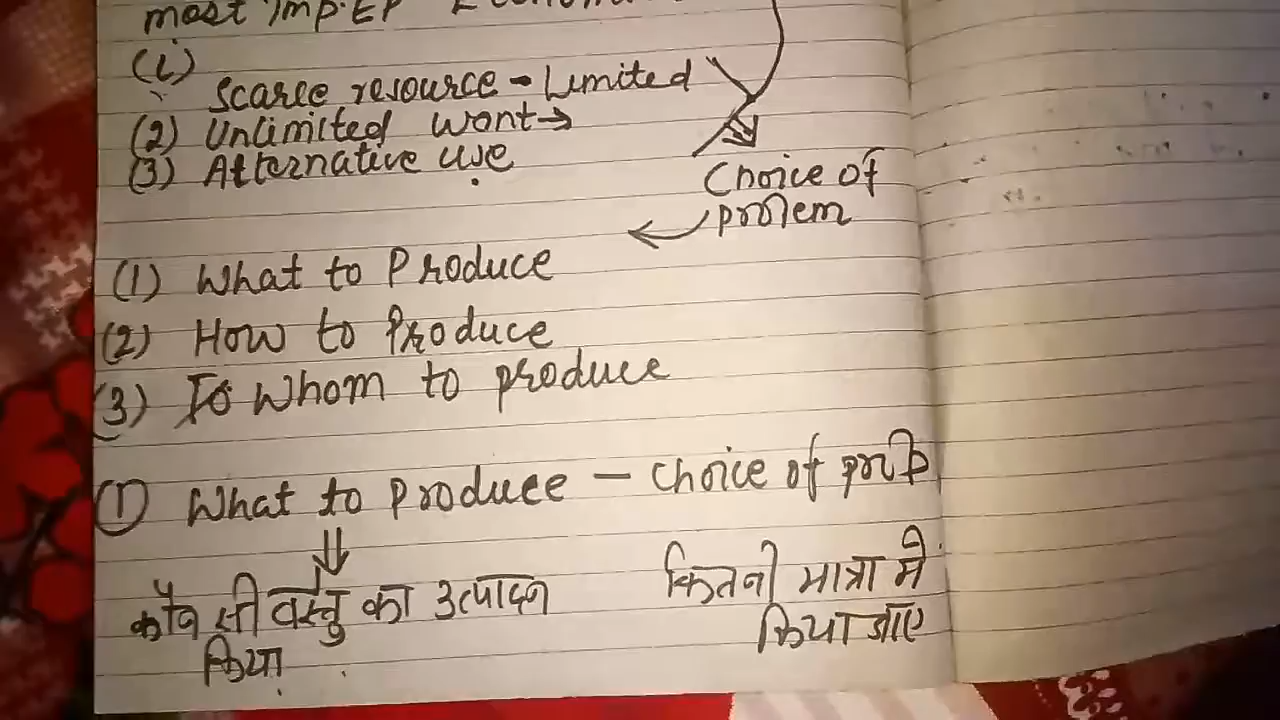 most Imp.
(i)
Scarce resource - Limited
(2) Unlimited want →
(3) Alternative use
Choice of
problem
(1) What to Produce
(2) How to Produce
(3) To Whom to produce
① What to produce - Choice of prob
कौन सी वस्तु का उत्पादन
किया
कितनी मात्रा में
किया जाए